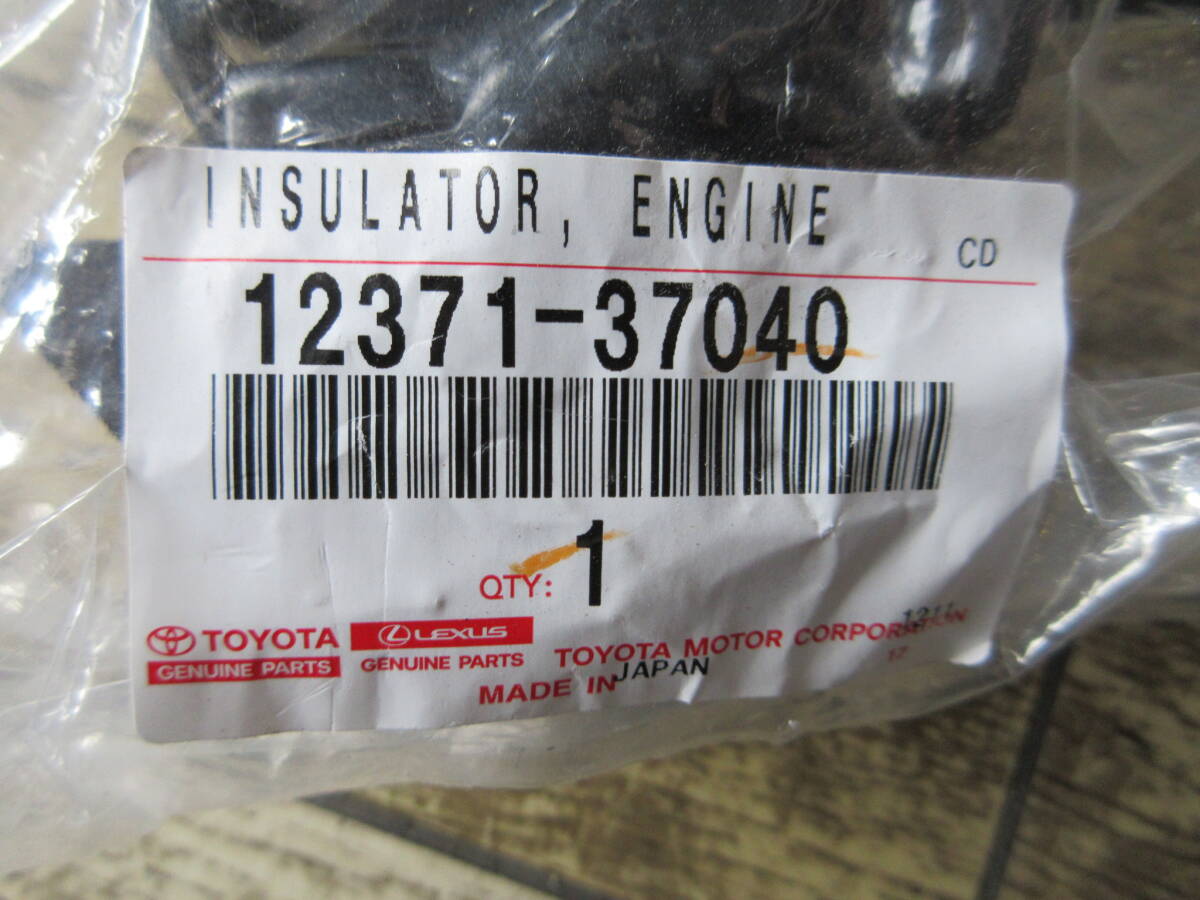 INSULATOR, ENGINE
CD
12371-37040
QTY: 1
TOYOTA
GENUINE PARTS
LEXUS
GENUINE PARTS
TOYOTA MOTOR CORPORATION
12
MADE IN JAPAN